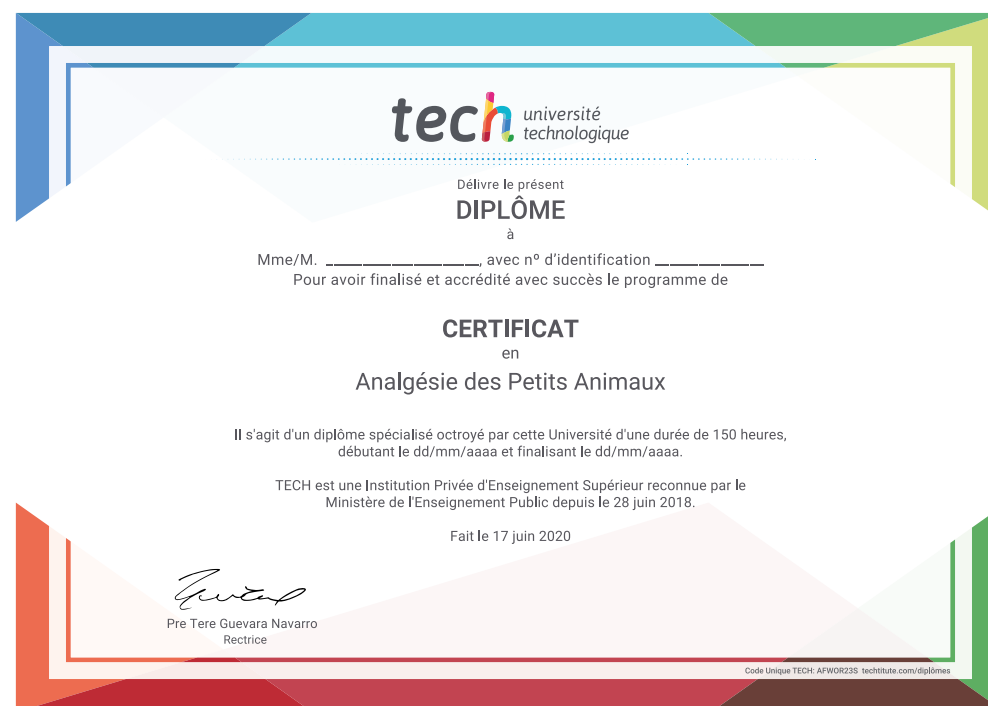 tech université
technologique
Délivre le présent
DIPLÔME
à
Mme/M. ____________________, avec nº d'identification ______________
Pour avoir finalisé et accrédité avec succès le programme de
CERTIFICAT
en
Analgésie des Petits Animaux
Il s'agit d'un diplôme spécialisé octroyé par cette Université d'une durée de 150 heures,
débutant le dd/mm/aaaa et finalisant le dd/mm/aaaa.
TECH est une Institution Privée d'Enseignement Supérieur reconnue par le
Ministère de l'Enseignement Public depuis le 28 juin 2018.
Fait le 17 juin 2020
Pre Tere Guevara Navarro
Rectrice
Code Unique TECH: AFWOR23S techtitute.com/diplômes